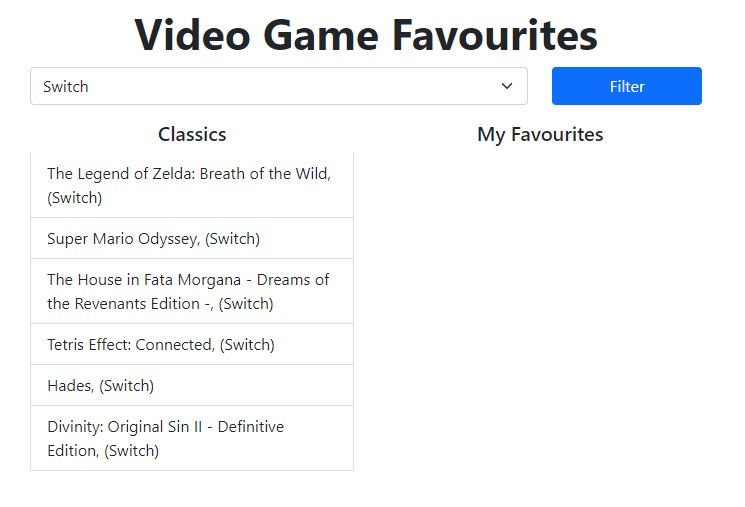 Video Game Favourites
Switch
Filter
Classics
My Favourites
The Legend of Zelda: Breath of the Wild,
(Switch)
Super Mario Odyssey, (Switch)
The House in Fata Morgana - Dreams of
the Revenants Edition -, (Switch)
Tetris Effect: Connected, (Switch)
Hades, (Switch)
Divinity: Original Sin II - Definitive
Edition, (Switch)